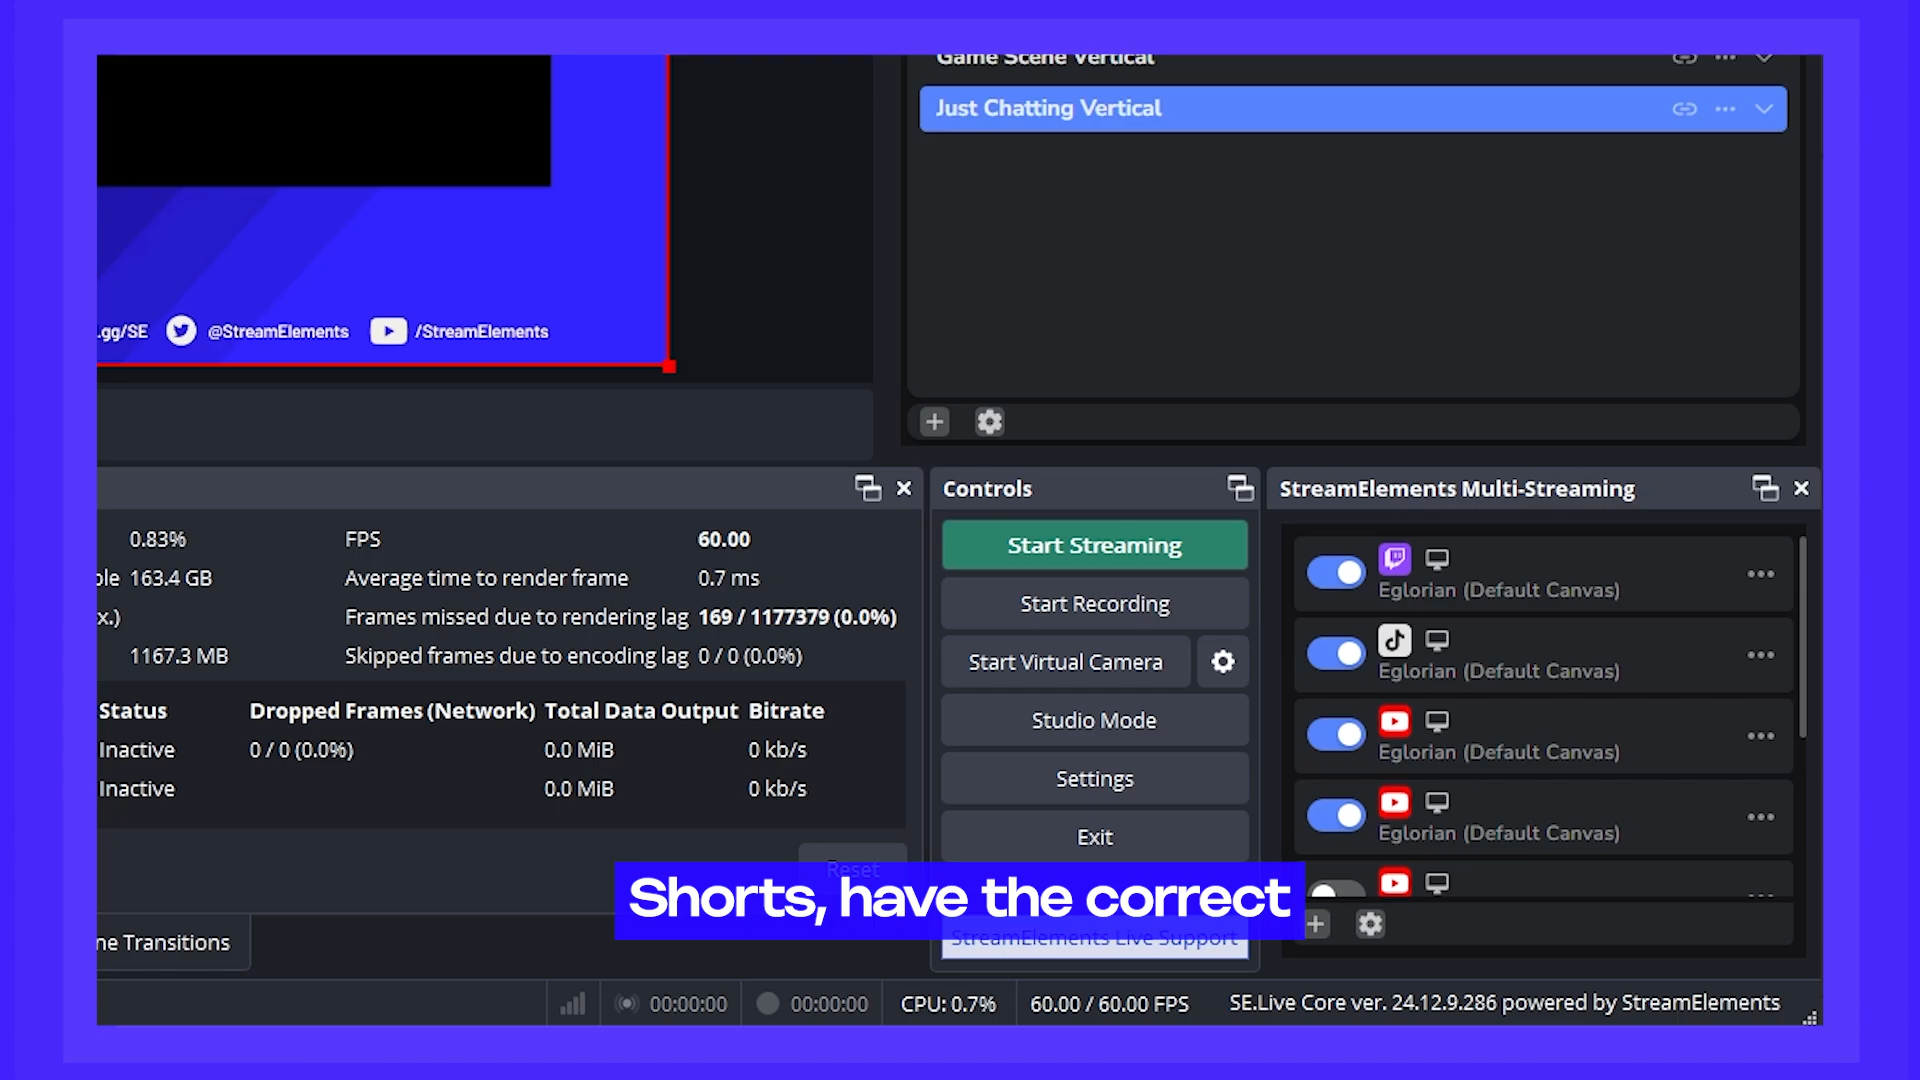 Game Scene Vertical
Just Chatting Vertical
.gg/SE @StreamElements /StreamElements
Controls
StreamElements Multi-Streaming
0.83% FPS 60.00
ble 163.4 GB Average time to render frame 0.7 ms
x.) Frames missed due to rendering lag 169 / 1177379 (0.0%)
1167.3 MB Skipped frames due to encoding lag 0 / 0 (0.0%)
Status Dropped Frames (Network) Total Data Output Bitrate
Inactive 0 / 0 (0.0%) 0.0 MiB 0 kb/s
Inactive 0.0 MiB 0 kb/s
Reset
ne Transitions
Start Streaming
Start Recording
Start Virtual Camera
Studio Mode
Settings
Exit
StreamElements Live Support
Eglorian (Default Canvas)
Eglorian (Default Canvas)
Eglorian (Default Canvas)
Eglorian (Default Canvas)
Shorts, have the correct
00:00:00 00:00:00 CPU: 0.7% 60.00 / 60.00 FPS SE.Live Core ver. 24.12.9.286 powered by StreamElements